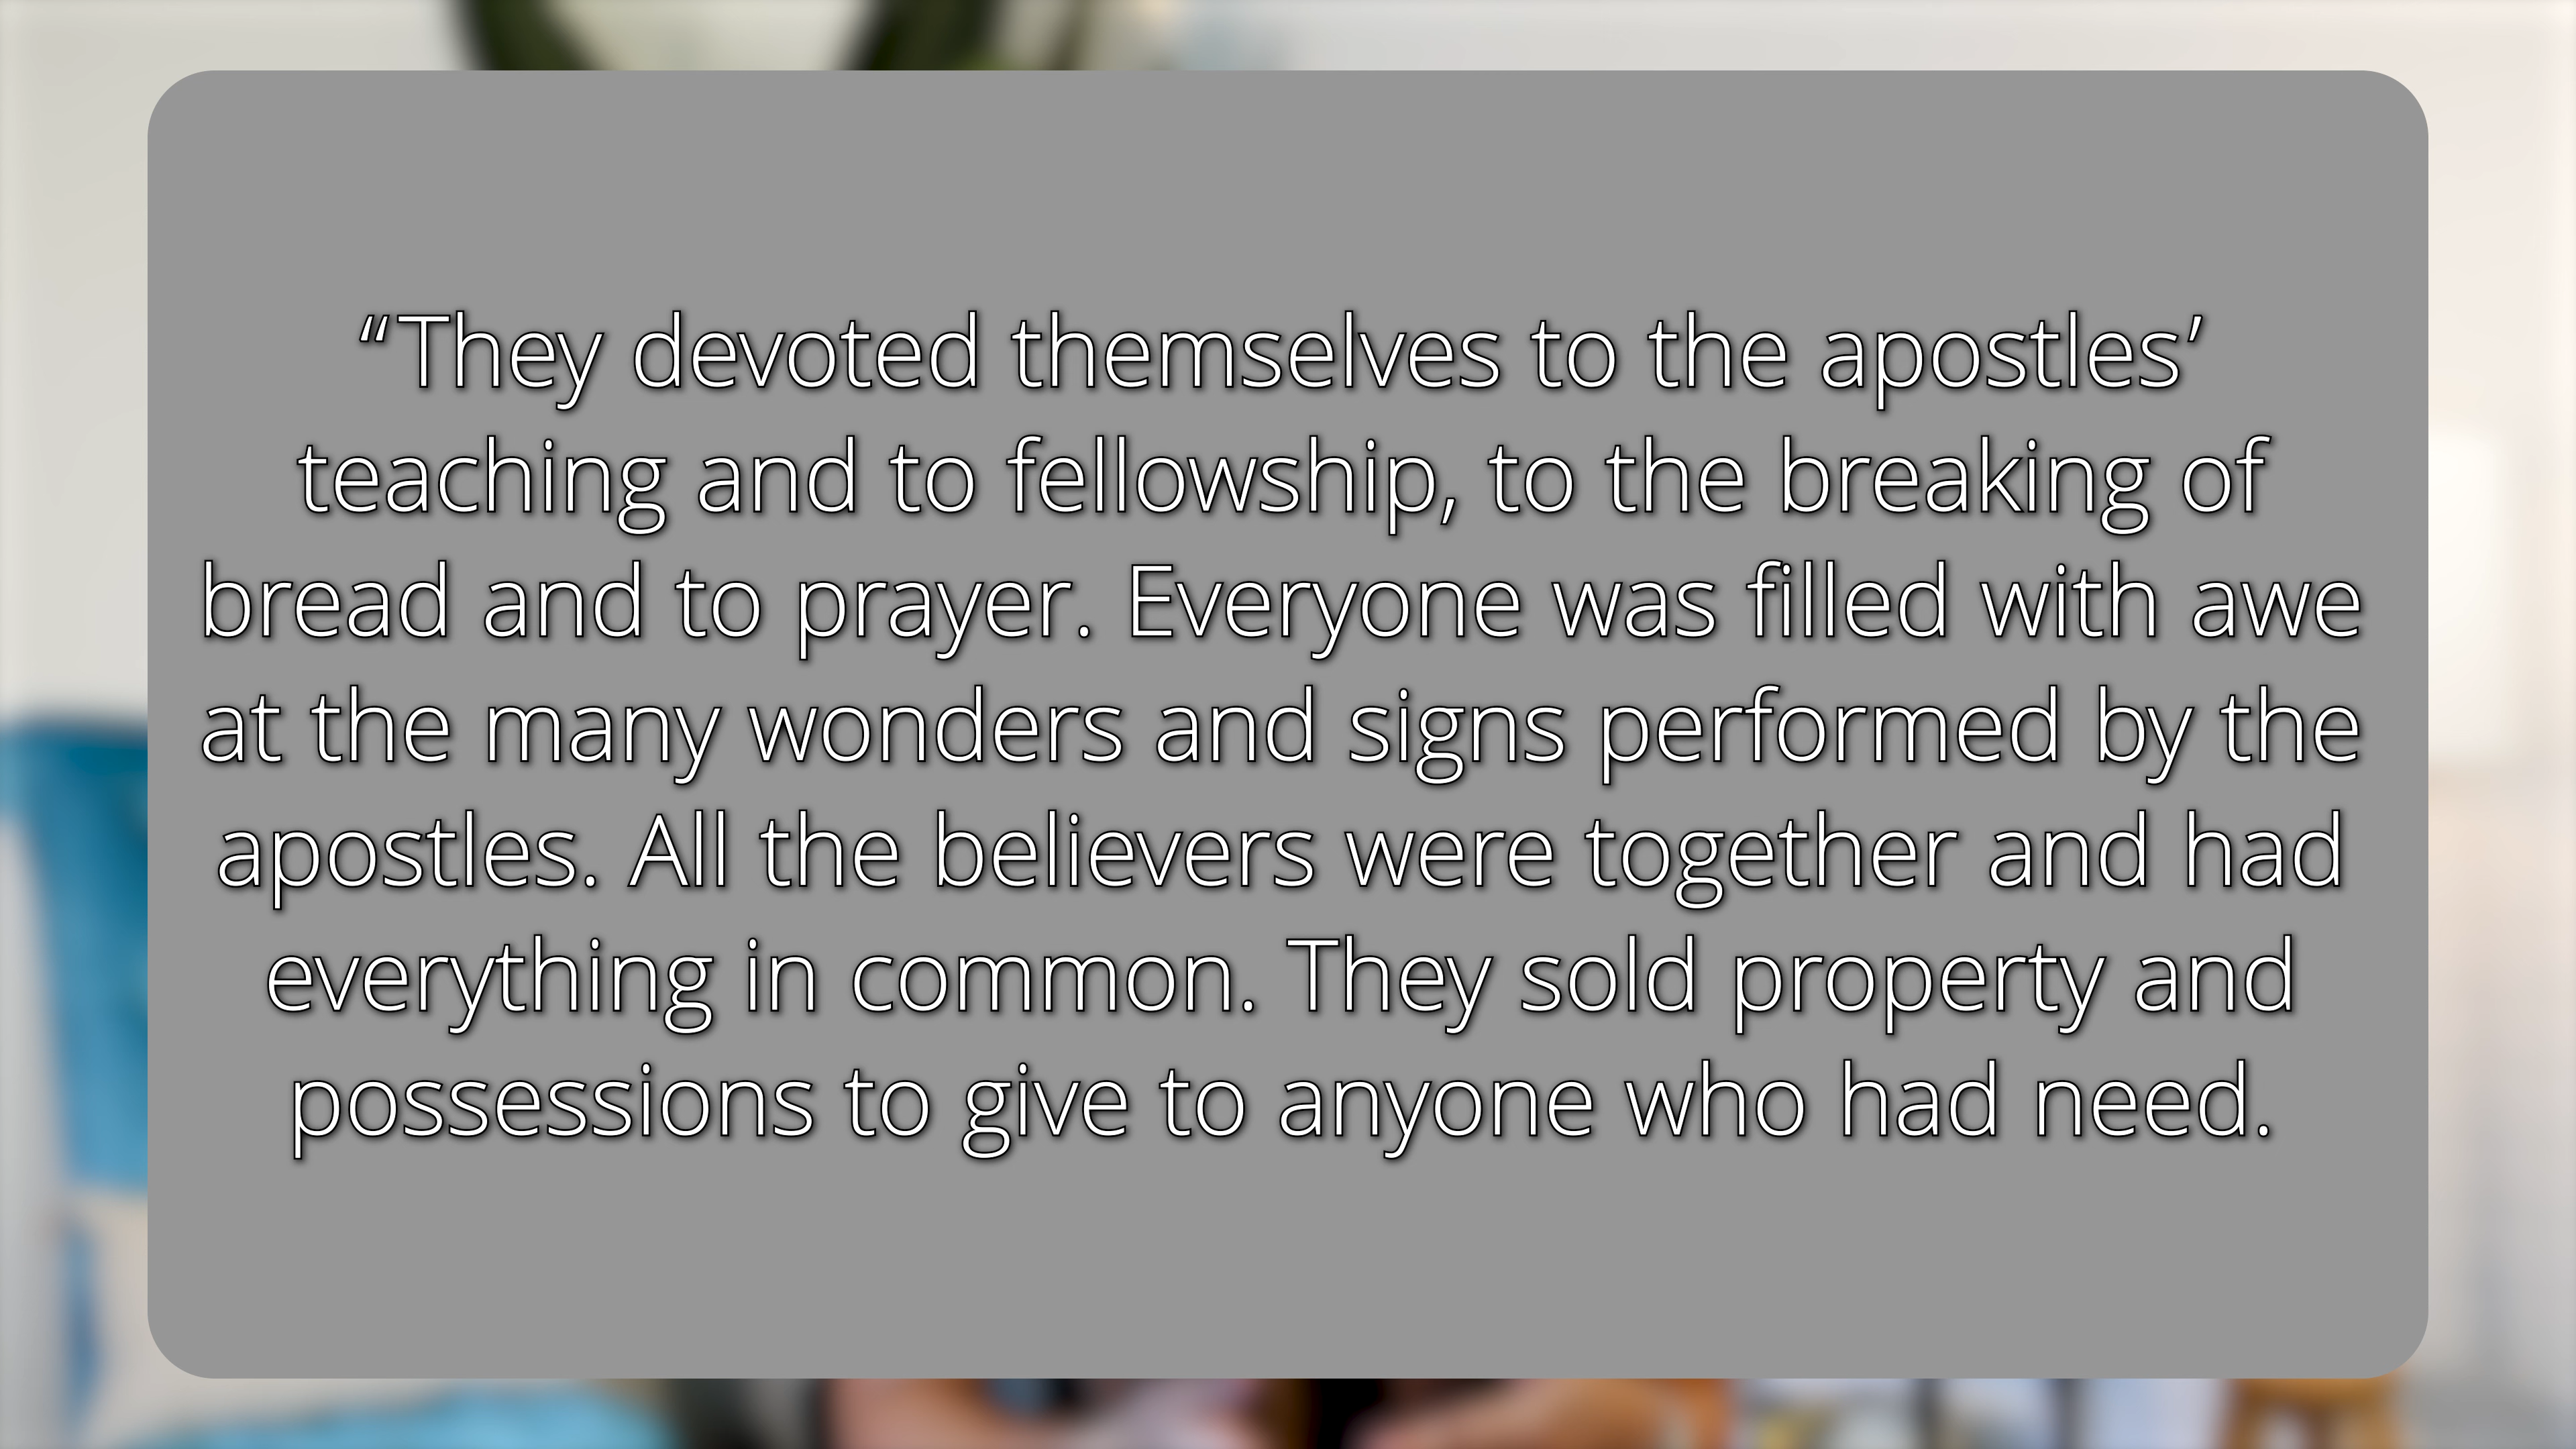 “They devoted themselves to the apostles’
teaching and to fellowship, to the breaking of
bread and to prayer. Everyone was filled with awe
at the many wonders and signs performed by the
apostles. All the believers were together and had
everything in common. They sold property and
possessions to give to anyone who had need.